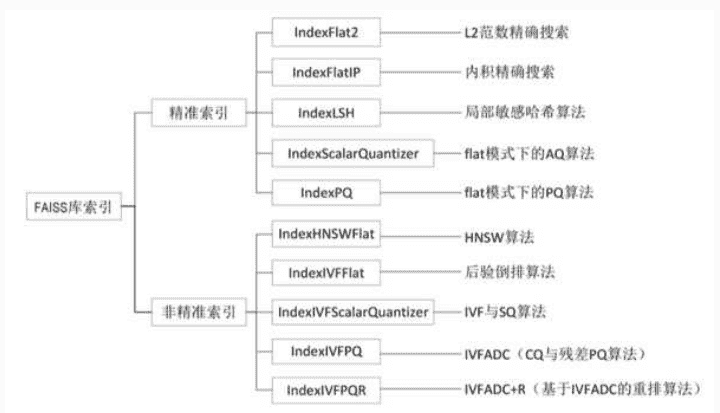 FAISS库索引
精准索引
IndexFlat2 L2范数精确搜索
IndexFlatIP 内积精确搜索
IndexLSH 局部敏感哈希算法
IndexScalarQuantizer flat模式下的AQ算法
IndexPQ flat模式下的PQ算法
非精准索引
IndexHNSWFlat HNSW算法
IndexIVFFlat 后验倒排算法
IndexIVFScalarQuantizer IVF与SQ算法
IndexIVFPQ IVFADC（CQ与残差PQ算法）
IndexIVFPQR IVFADC+R（基于IVFADC的重排算法）